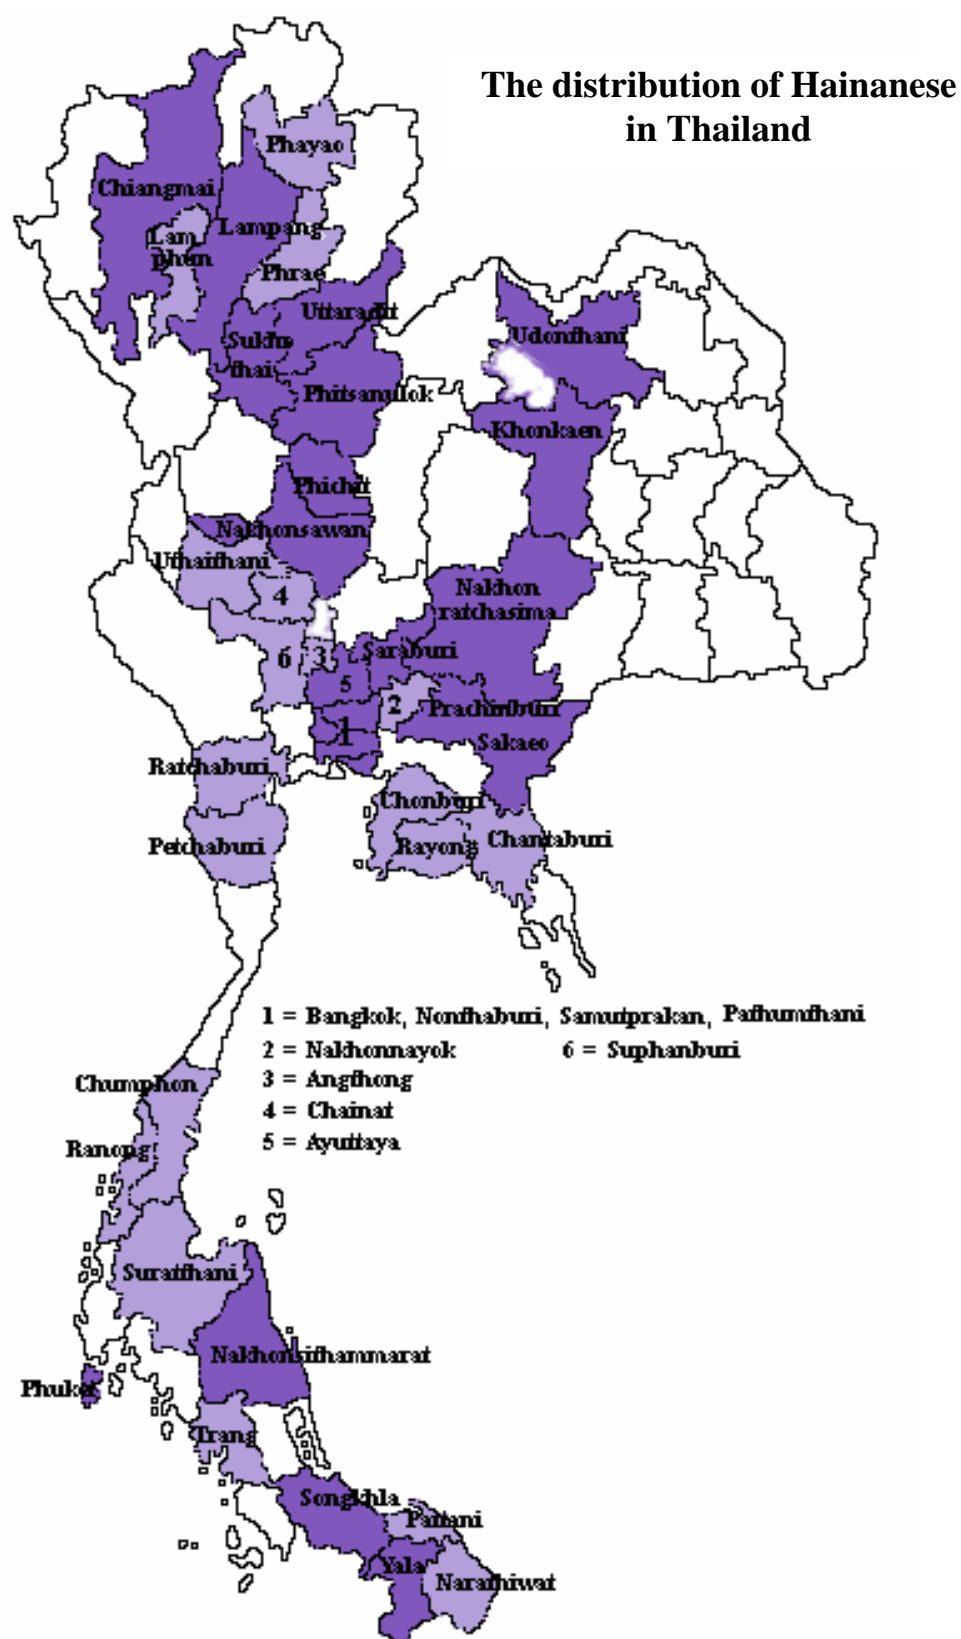 The distribution of Hainanese
in Thailand
Phayao
Chiangmai
Lampang
Lam
phun
Phrae
Uttaradit
Sukho
thai
Udonthani
Phitsanulok
Khonkaen
Phichit
Nakhonsawan
Uthaithani
4
Nakhon
ratchasima
6
3
Saraburi
5
2
Prachinburi
1
Sakaeo
Ratchaburi
Chonburi
Petchaburi
Rayong
Chantaburi
1 = Bangkok, Nonthaburi, Samutprakan, Pathumthani
2 = Nakhonnayok 6 = Suphanburi
3 = Angthong
4 = Chainat
5 = Ayuttaya
Chumphon
Ranong
Suratthani
Nakhonsithammarat
Phuket
Trang
Songkhla
Pattani
Yala
Narathiwat